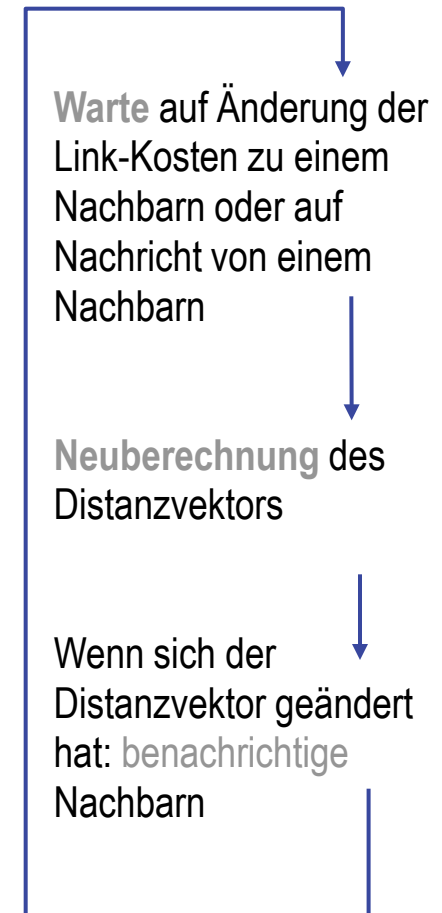 Warte auf Änderung der
Link-Kosten zu einem
Nachbarn oder auf
Nachricht von einem
Nachbarn
Neuberechnung des
Distanzvektors
Wenn sich der
Distanzvektor geändert
hat: benachrichtige
Nachbarn